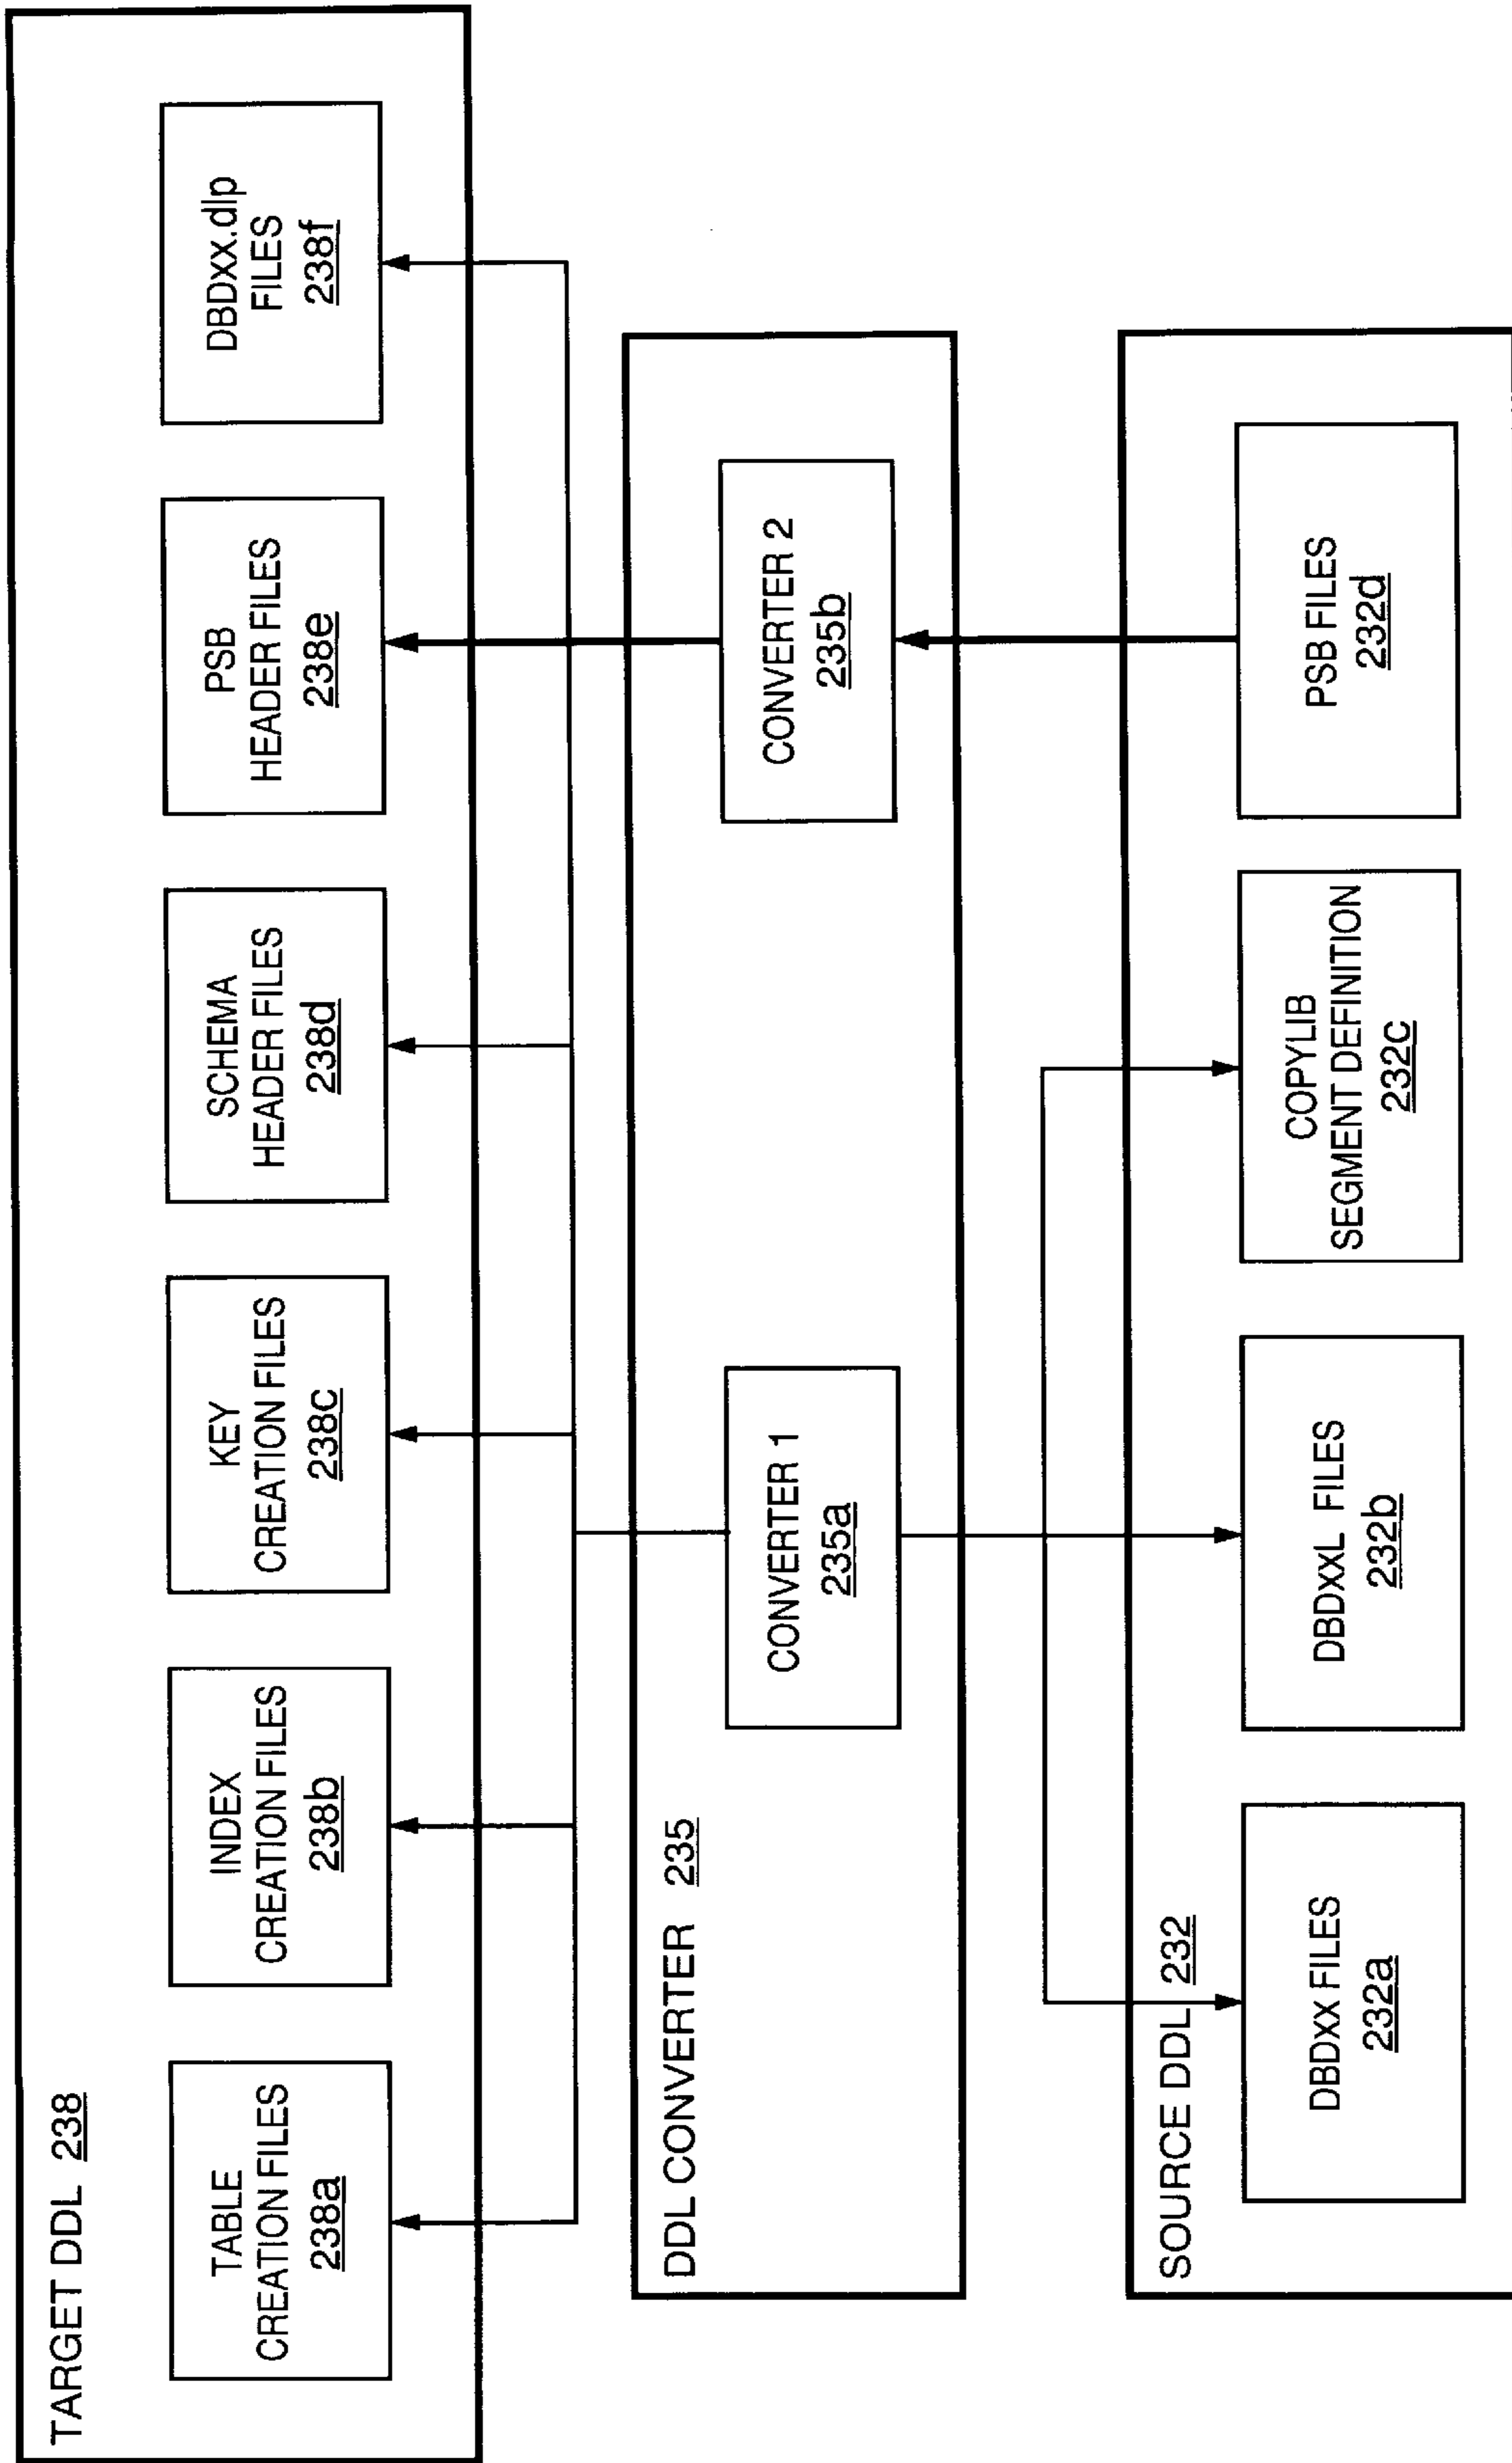 TARGET DDL 238
TABLE
CREATION FILES
238a
INDEX
CREATION FILES
238b
KEY
CREATION FILES
238c
SCHEMA
HEADER FILES
238d
PSB
HEADER FILES
238e
DBDxx.dlp
FILES
238f
DDL CONVERTER 235
CONVERTER 1
235a
CONVERTER 2
235b
SOURCE DDL 232
DBDxx FILES
232a
DBDxxL FILES
232b
COPYLIB
SEGMENT DEFINITION
232c
PSB FILES
232d